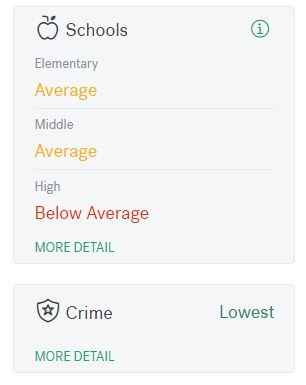 Schools
Elementary
Average
Middle
Average
High
Below Average
MORE DETAIL
Crime Lowest
MORE DETAIL